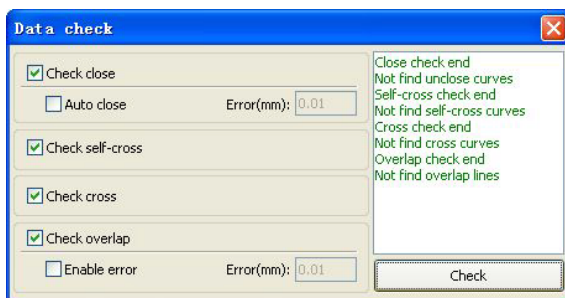 Data check
Check close
Auto close Error(mm): 0.01
Check self-cross
Check cross
Check overlap
Enable error Error(mm): 0.01
Close check end
Not find unclose curves
Self-cross check end
Not find self-cross curves
Cross check end
Not find cross curves
Overlap check end
Not find overlap lines
Check